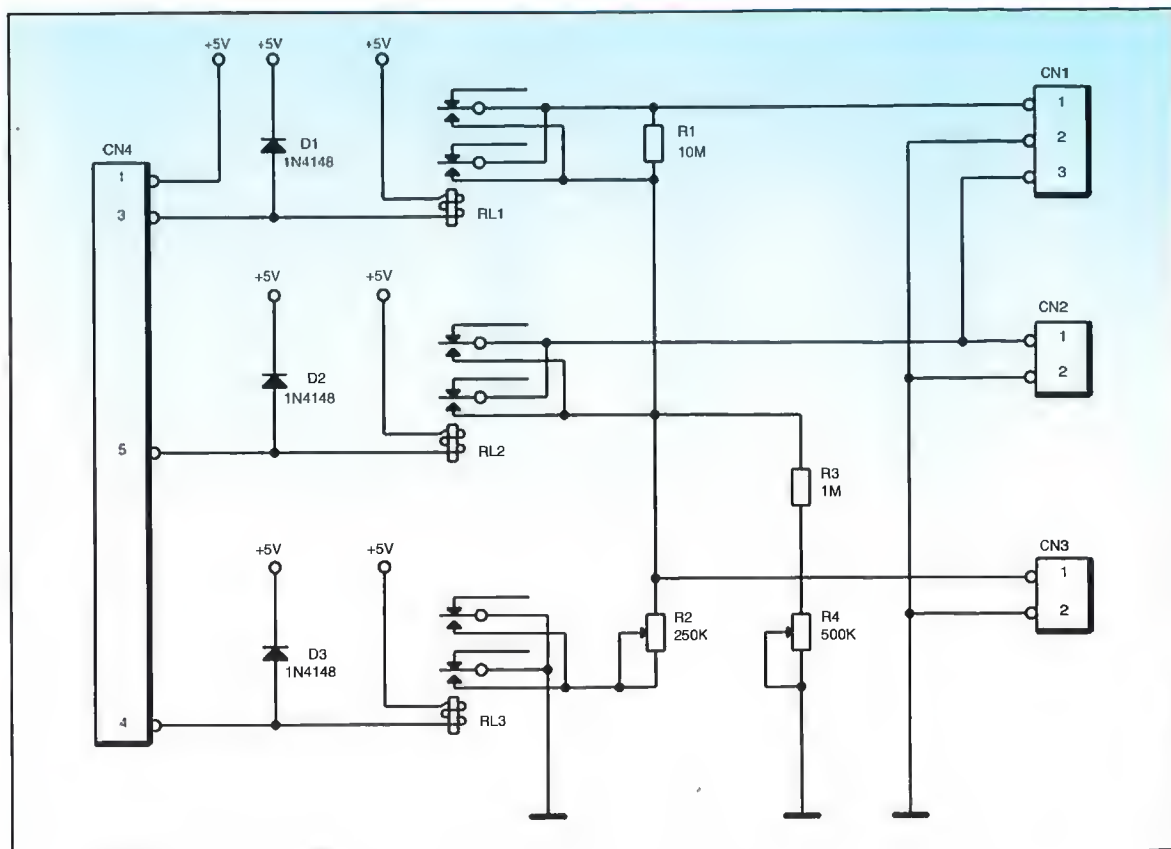 +5V +5V +5V
CN1
1
R1
10M
2
D1
1N4148
CN4
1
3
3
RL1
+5V +5V
CN2
1
D2
1N4148
2
5
RL2
R3
1M
+5V +5V
CN3
1
R2
250K
R4
500K
2
D3
1N4148
4
RL3